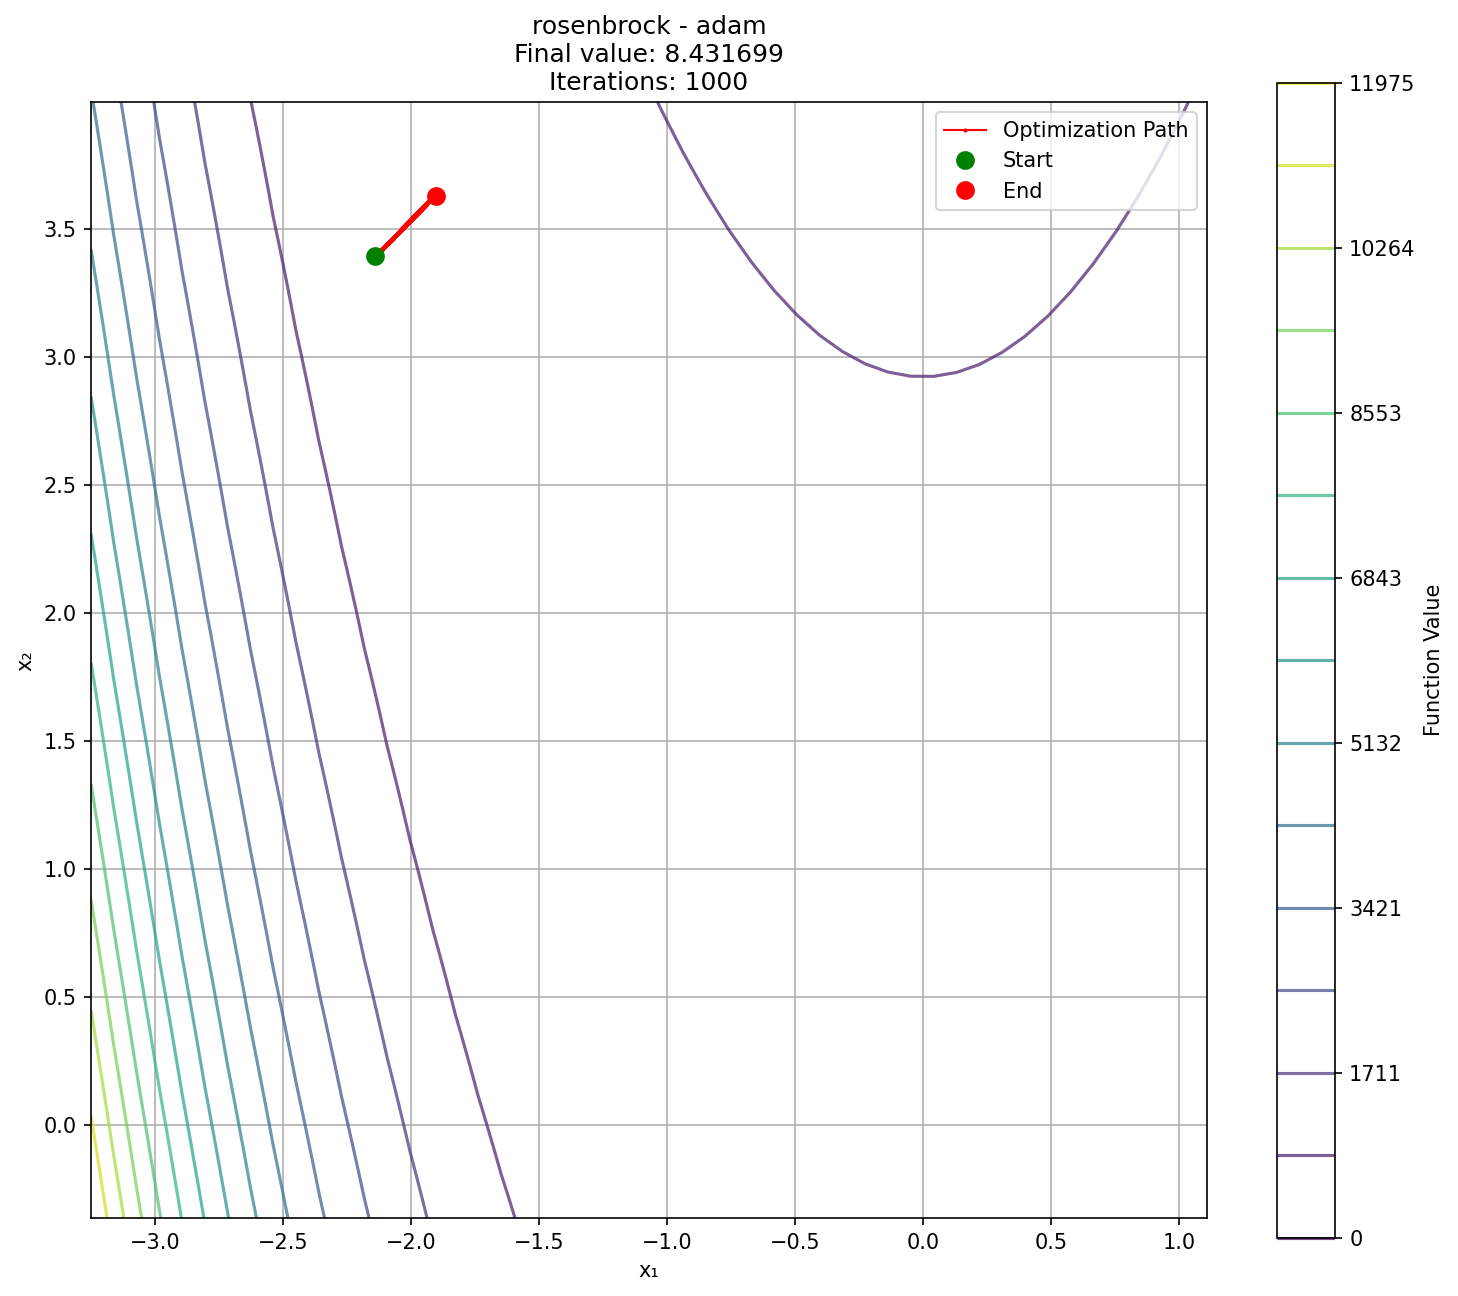 rosenbrock - adam
Final value: 8.431699
Iterations: 1000
Optimization Path
Start
End
3.5
3.0
2.5
2.0
1.5
1.0
0.5
0.0
x₂
−3.0 −2.5 −2.0 −1.5 −1.0 −0.5 0.0 0.5 1.0
x₁
11975
10264
8553
6843
5132
3421
1711
0
Function Value